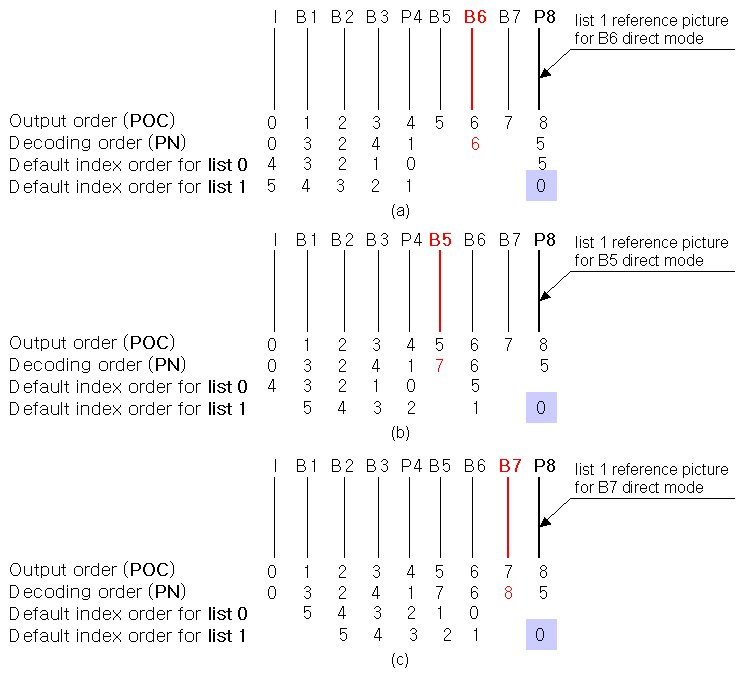 I B1 B2 B3 P4 B5 B6 B7 P8
list 1 reference picture
for B6 direct mode
Output order (POC) 0 1 2 3 4 5 6 7 8
Decoding order (PN) 0 3 2 4 1 6 5
Default index order for list 0 4 3 2 1 0 5
Default index order for list 1 5 4 3 2 1 0
(a)
I B1 B2 B3 P4 B5 B6 B7 P8
list 1 reference picture
for B5 direct mode
Output order (POC) 0 1 2 3 4 5 6 7 8
Decoding order (PN) 0 3 2 4 1 7 6 5
Default index order for list 0 4 3 2 1 0 5
Default index order for list 1 5 4 3 2 1 0
(b)
I B1 B2 B3 P4 B5 B6 B7 P8
list 1 reference picture
for B7 direct mode
Output order (POC) 0 1 2 3 4 5 6 7 8
Decoding order (PN) 0 3 2 4 1 7 6 8 5
Default index order for list 0 5 4 3 2 1 0
Default index order for list 1 5 4 3 2 1 0
(c)